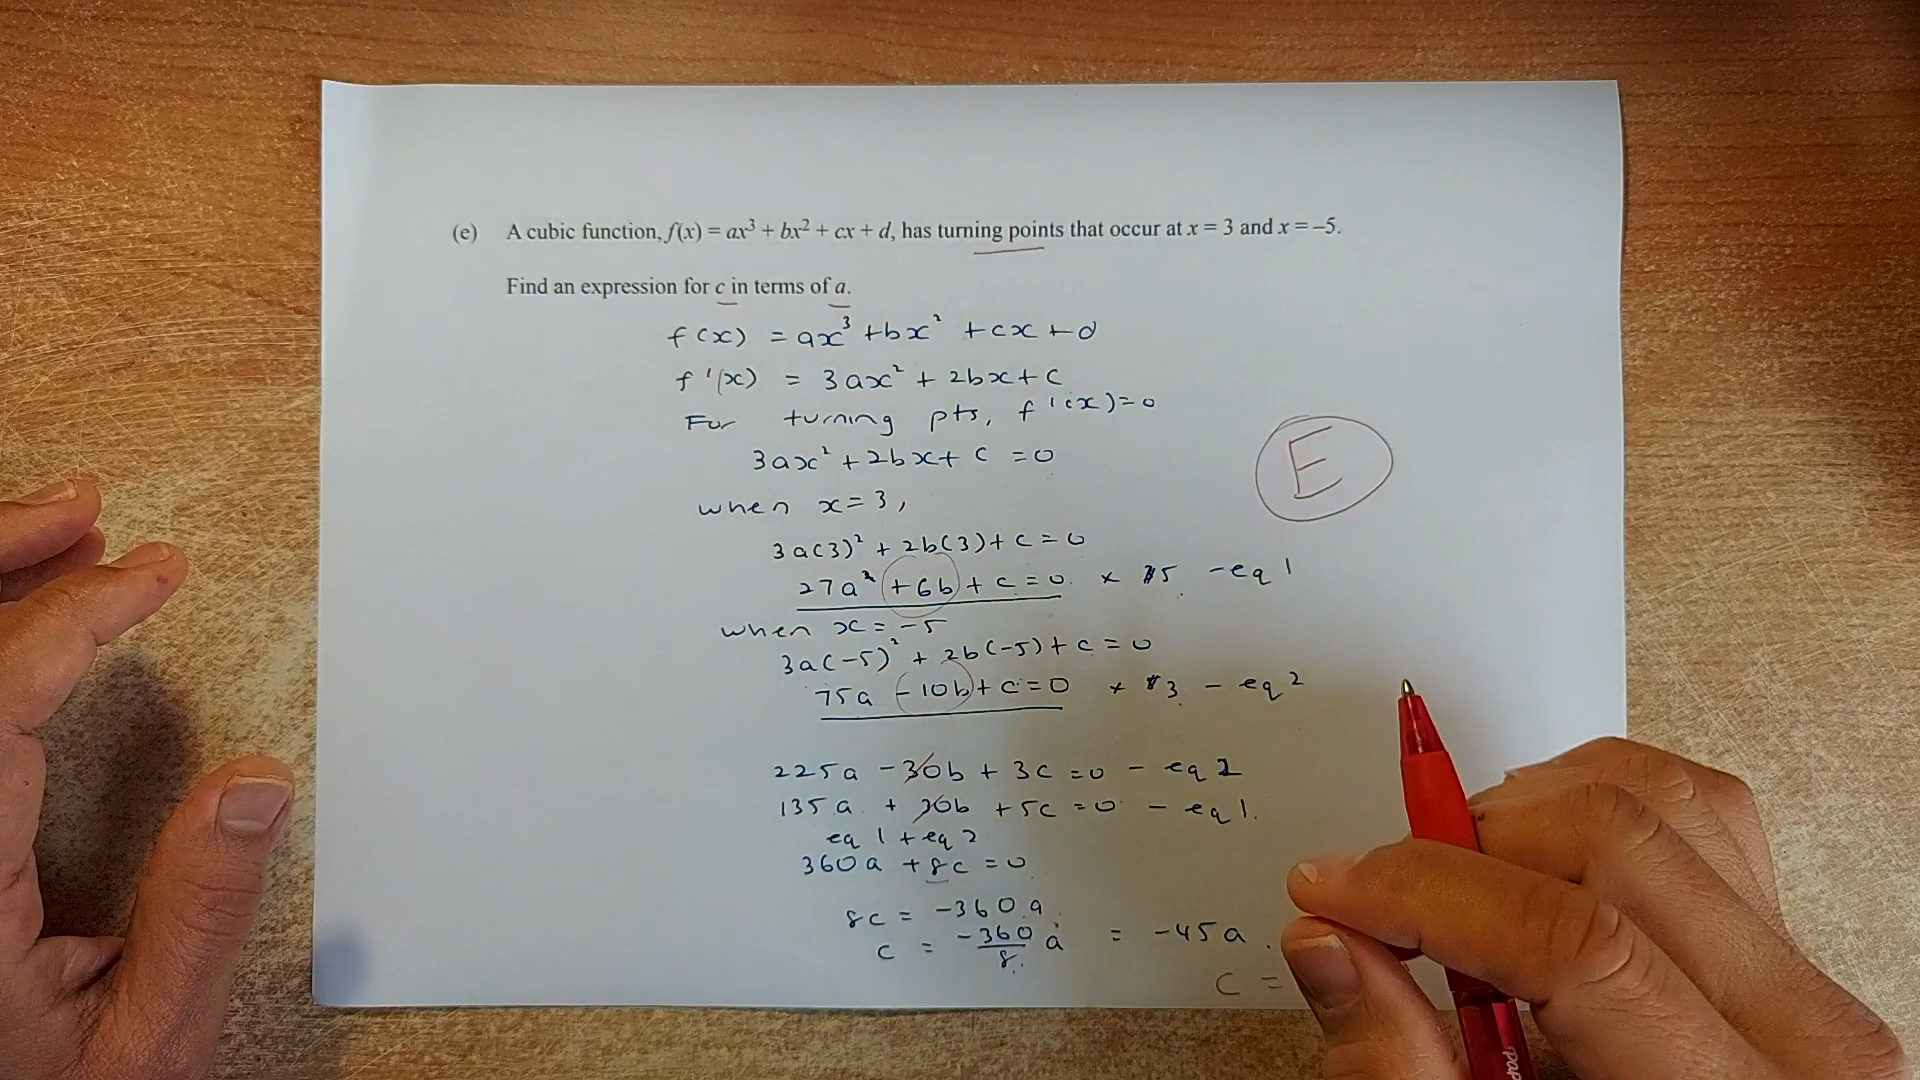 (e) A cubic function, f(x) = ax³ + bx² + cx + d, has turning points that occur at x = 3 and x = –5.
Find an expression for c in terms of a.
f(x) = ax³ + bx² + cx + d
f'(x) = 3ax² + 2bx + c
For turning pts, f'(x) = 0
3ax² + 2bx + c = 0
E
when x = 3,
3a(3)² + 2b(3) + c = 0
27a + 6b + c = 0 × 5 - eq 1
when x = -5
3a(-5)² + 2b(-5) + c = 0
75a - 10b + c = 0 × 3 - eq 2
225a - 30b + 3c = 0 - eq 2
135a + 30b + 5c = 0 - eq 1.
eq 1 + eq 2
360a + 8c = 0
8c = -360a
c = -360/8 a = -45a.
c =